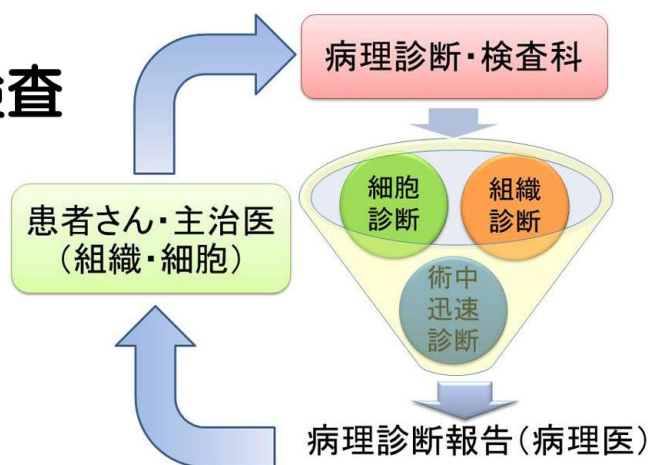 査
病理診断・検査科
細胞
診断
組織
診断
術中
迅速
診断
患者さん・主治医
（組織・細胞）
病理診断報告（病理医）